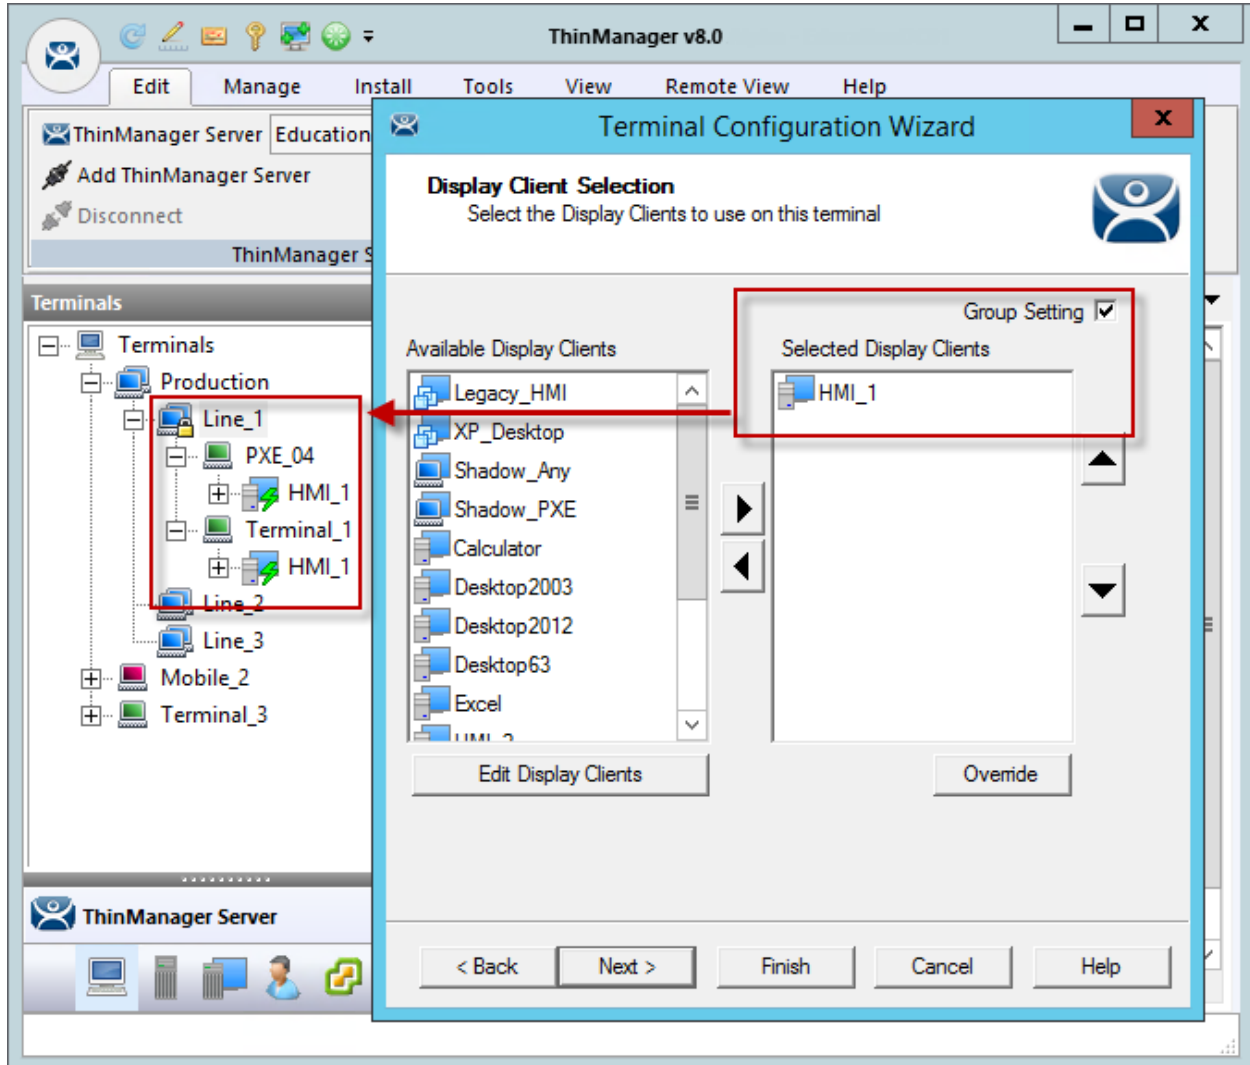 ThinManager v8.0
Edit Manage Install Tools View Remote View Help
ThinManager Server Education
Add ThinManager Server
Disconnect
ThinManager S
Terminals
Terminals
Production
Line_1
PXE_04
HMI_1
Terminal_1
HMI_1
Line_2
Line_3
Mobile_2
Terminal_3
ThinManager Server
Terminal Configuration Wizard
X
Display Client Selection
Select the Display Clients to use on this terminal
Group Setting
Available Display Clients
Legacy_HMI
XP_Desktop
Shadow_Any
Shadow_PXE
Calculator
Desktop2003
Desktop2012
Desktop63
Excel
HMI_2
Edit Display Clients
Selected Display Clients
HMI_1
Override
< Back Next > Finish Cancel Help